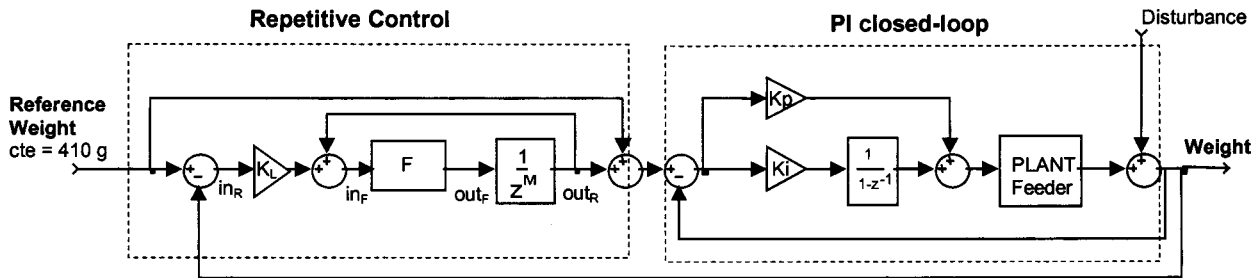 Repetitive Control
PI closed-loop
Disturbance
Reference
Weight
cte = 410 g
Kp
Weight
+
-
K_L
+
+
F
1
Z^M
+
+
+
-
Ki
1
1-z^-1
+
+
PLANT
Feeder
+
+
in_R
in_F
out_F
out_R